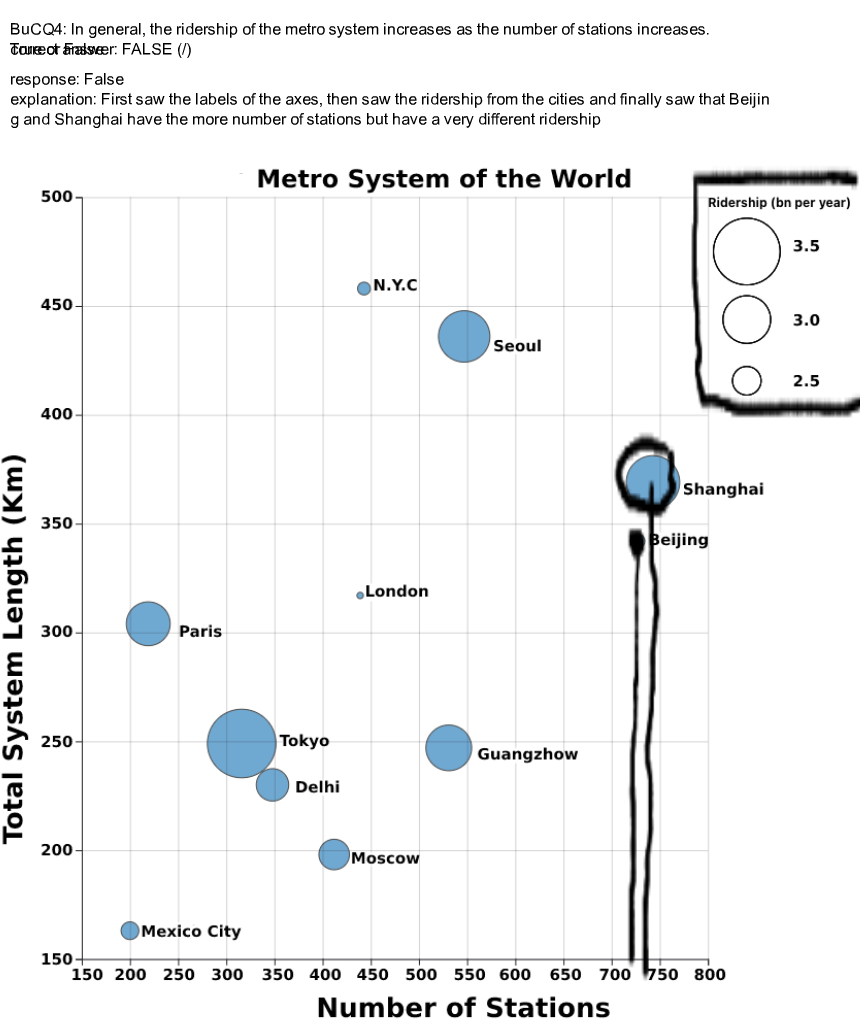 BuCQ4: In general, the ridership of the metro system increases as the number of stations increases.
True or False
correct answer: FALSE (/)
response: False
explanation: First saw the labels of the axes, then saw the ridership from the cities and finally saw that Beijin
g and Shanghai have the more number of stations but have a very different ridership
Metro System of the World
Ridership (bn per year)
3.5
3.0
2.5
500
450
400
350
300
250
200
150
Total System Length (Km)
N.Y.C
Seoul
Shanghai
Beijing
London
Paris
Tokyo
Guangzhow
Delhi
Moscow
Mexico City
150 200 250 300 350 400 450 500 550 600 650 700 750 800
Number of Stations